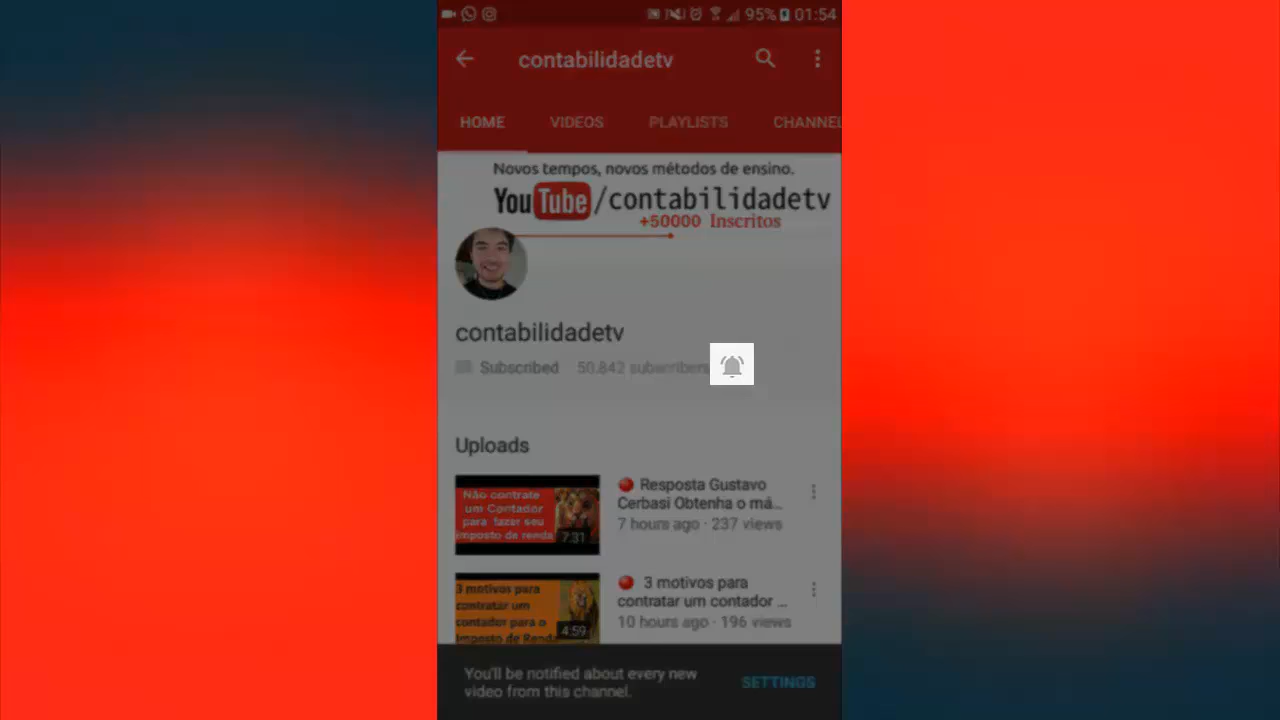 95% 01:54
contabilidadetv
HOME VIDEOS PLAYLISTS CHANNEL
Novos tempos, novos métodos de ensino.
YouTube/contabilidadetv
+50000 Inscritos
contabilidadetv
Subscribed 50.842 subscribers
Uploads
Não contrate
um Contador
para fazer seu
imposto de renda
7:31
Resposta Gustavo
Cerbasi Obtenha o má...
7 hours ago · 237 views
3 motivos para
contratar um
contador para o
Imposto de Renda
4:59
3 motivos para
contratar um contador ...
10 hours ago · 196 views
You'll be notified about every new
video from this channel.
SETTINGS